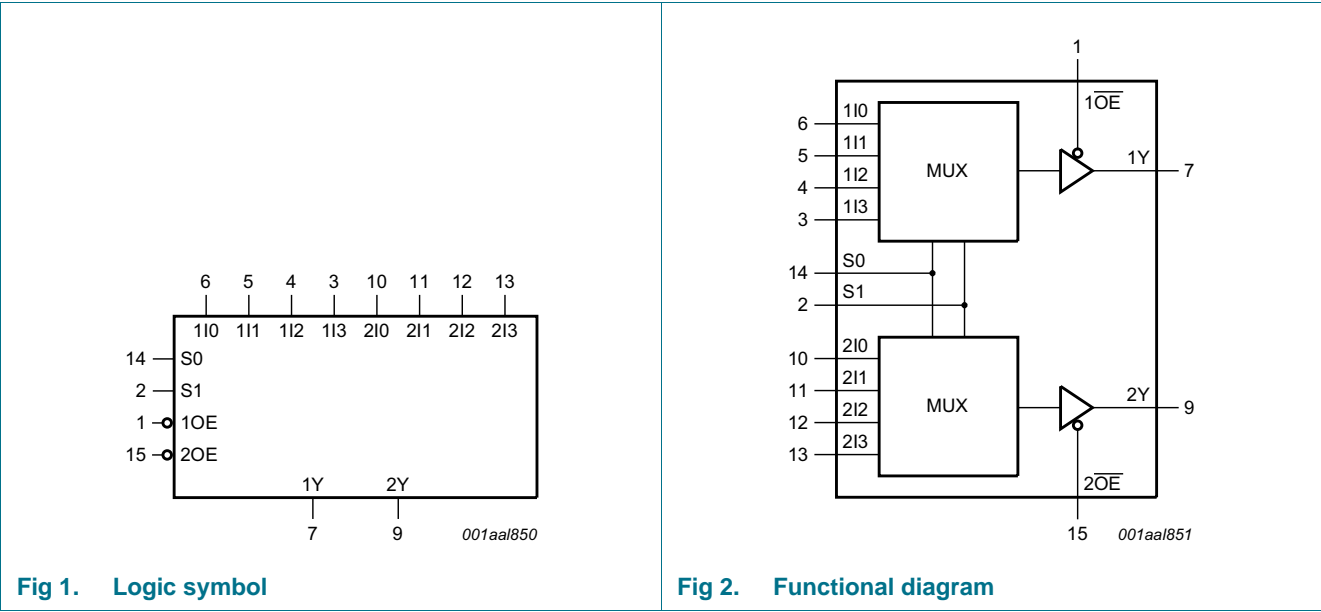 6 5 4 3 10 11 12 13
1I0 1I1 1I2 1I3 2I0 2I1 2I2 2I3
14 S0
2 S1
1 1OE
15 2OE
1Y 2Y
7 9 001aal850
Fig 1. Logic symbol
1
1O̅E̅
6 1I0
5 1I1
4 1I2
3 1I3
MUX
1Y 7
14 S0
2 S1
10 2I0
11 2I1
12 2I2
13 2I3
MUX
2Y 9
2O̅E̅
15 001aal851
Fig 2. Functional diagram